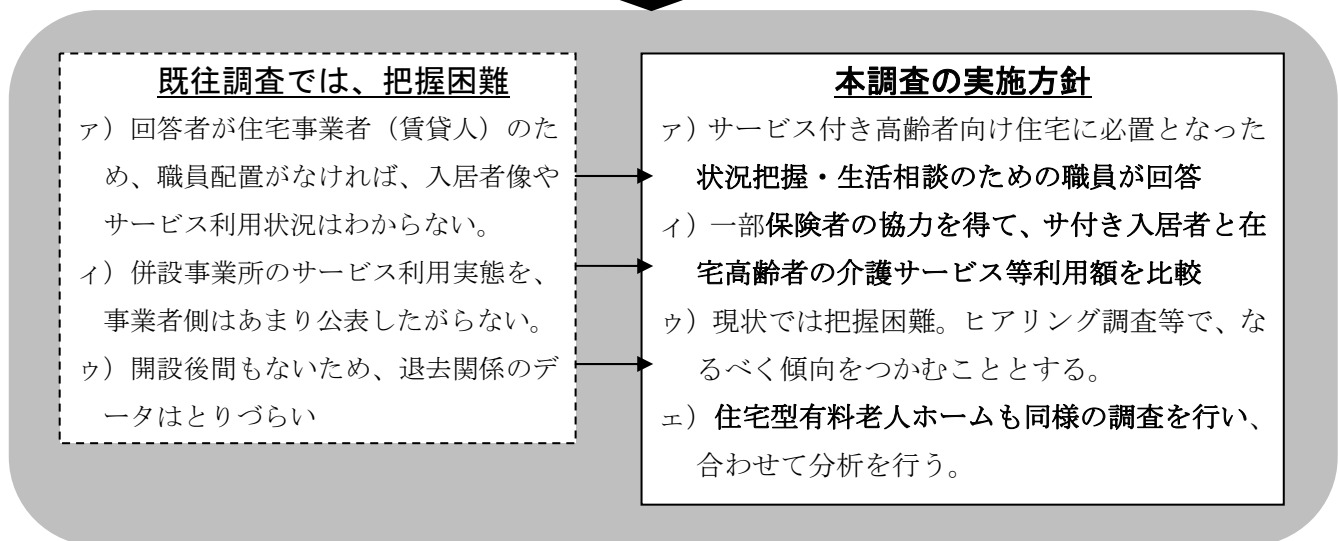 既往調査では、把握困難
ァ）回答者が住宅事業者（賃貸人）のた
め、職員配置がなければ、入居者像や
サービス利用状況はわからない。
ィ）併設事業所のサービス利用実態を、
事業者側はあまり公表したがらない。
ゥ）開設後間もないため、退去関係のデ
ータはとりづらい
本調査の実施方針
ァ）サービス付き高齢者向け住宅に必置となった
状況把握・生活相談のための職員が回答
ィ）一部保険者の協力を得て、サ付き入居者と在
宅高齢者の介護サービス等利用額を比較
ゥ）現状では把握困難。ヒアリング調査等で、な
るべく傾向をつかむこととする。
ェ）住宅型有料老人ホームも同様の調査を行い、
合わせて分析を行う。